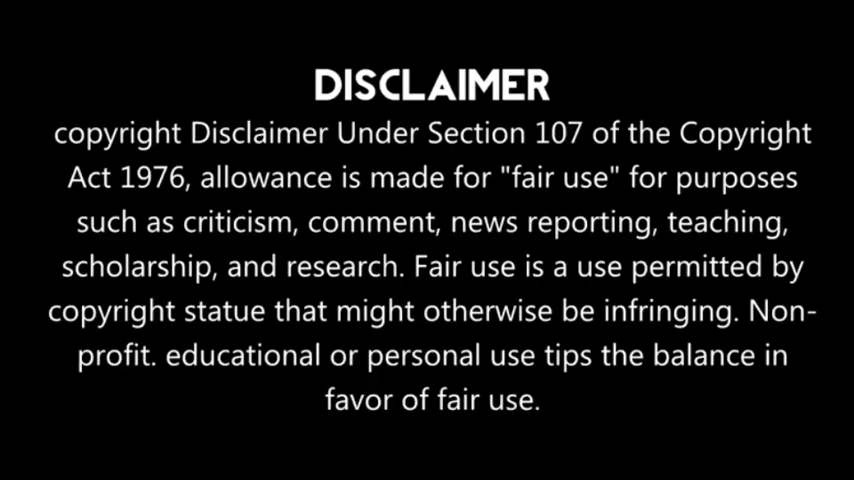 DISCLAIMER
copyright Disclaimer Under Section 107 of the Copyright
Act 1976, allowance is made for "fair use" for purposes
such as criticism, comment, news reporting, teaching,
scholarship, and research. Fair use is a use permitted by
copyright statue that might otherwise be infringing. Non-
profit. educational or personal use tips the balance in
favor of fair use.